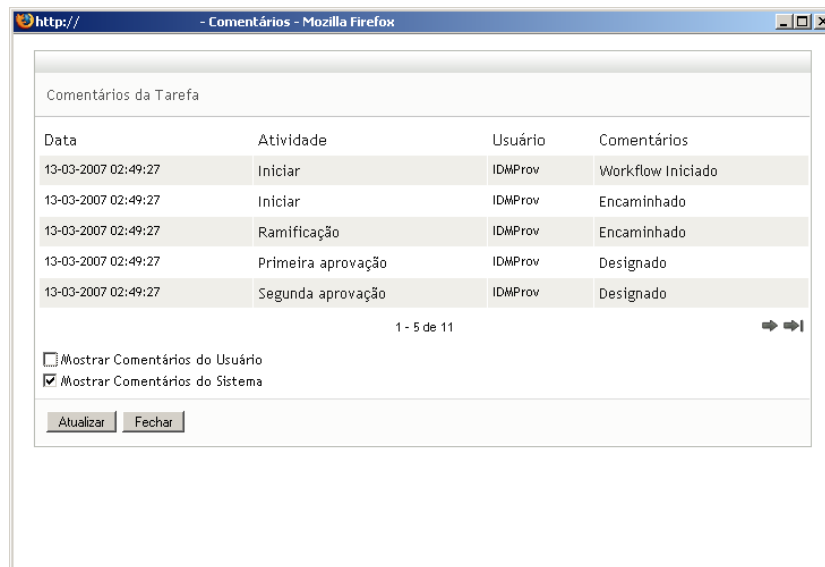 http:// - Comentários - Mozilla Firefox
Comentários da Tarefa
Data Atividade Usuário Comentários
13-03-2007 02:49:27 Iniciar IDMProv Workflow Iniciado
13-03-2007 02:49:27 Iniciar IDMProv Encaminhado
13-03-2007 02:49:27 Ramificação IDMProv Encaminhado
13-03-2007 02:49:27 Primeira aprovação IDMProv Designado
13-03-2007 02:49:27 Segunda aprovação IDMProv Designado
1 - 5 de 11
Mostrar Comentários do Usuário
Mostrar Comentários do Sistema
Atualizar Fechar